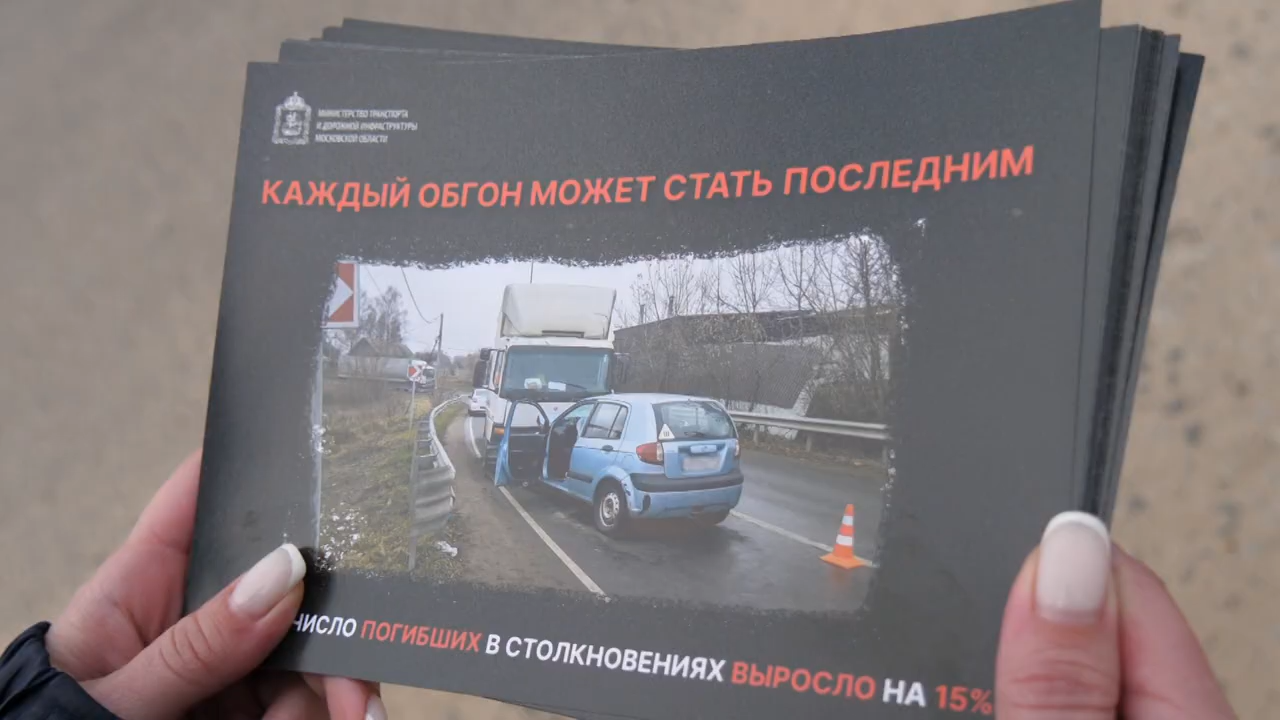 МИНИСТЕРСТВО ТРАНСПОРТА
И ДОРОЖНОЙ ИНФРАСТРУКТУРЫ
МОСКОВСКОЙ ОБЛАСТИ
КАЖДЫЙ ОБГОН МОЖЕТ СТАТЬ ПОСЛЕДНИМ
ЧИСЛО ПОГИБШИХ В СТОЛКНОВЕНИЯХ ВЫРОСЛО НА 15%